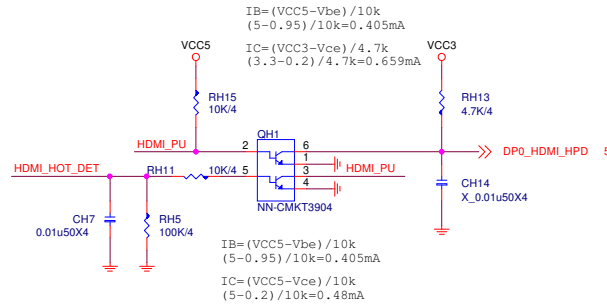 IB=(VCC5-Vbe)/10k
(5-0.95)/10k=0.405mA
IC=(VCC3-Vce)/4.7k
(3.3-0.2)/4.7k=0.659mA
VCC5
VCC3
RH15
10K/4
RH13
4.7K/4
QH1
HDMI_PU
2
6
DP0_HDMI_HPD
5
1
HDMI_HOT_DET
RH11
10K/4
5
3
HDMI_PU
4
CH7
0.01u50X4
RH5
100K/4
NN-CMKT3904
CH14
X_0.01u50X4
IB=(VCC5-Vbe)/10k
(5-0.95)/10k=0.405mA
IC=(VCC5-Vce)/10k
(5-0.2)/10k=0.48mA